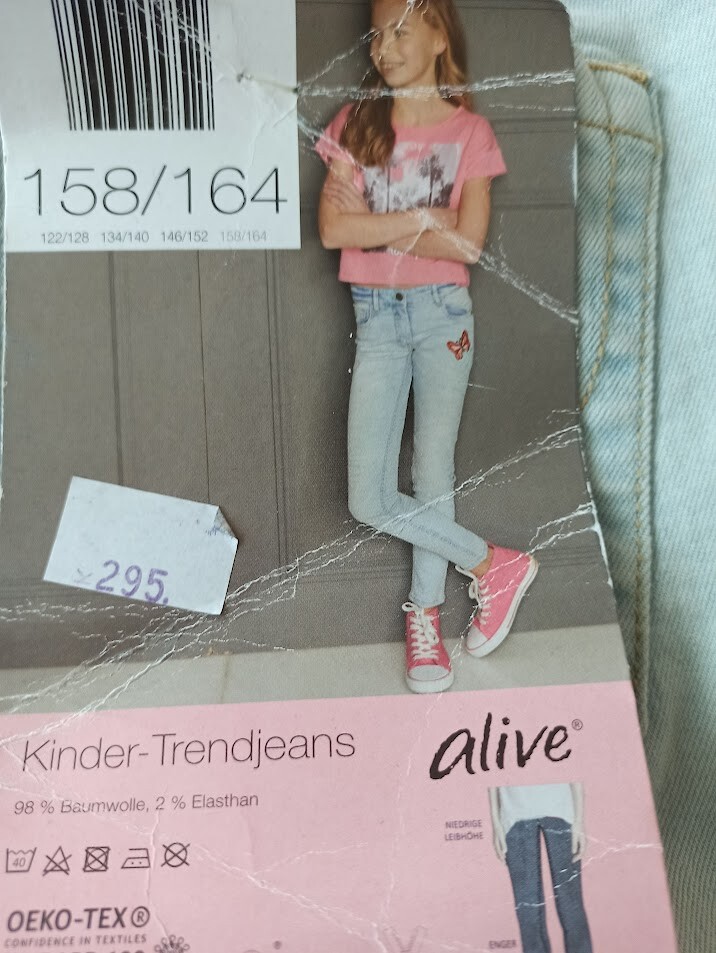 158/164
122/128 134/140 146/152 158/164
295.
Kinder-Trendjeans
alive®
98 % Baumwolle, 2 % Elasthan
NIEDRIGE
LEIBHÖHE
40
OEKO-TEX®
CONFIDENCE IN TEXTILES
®
ENGER